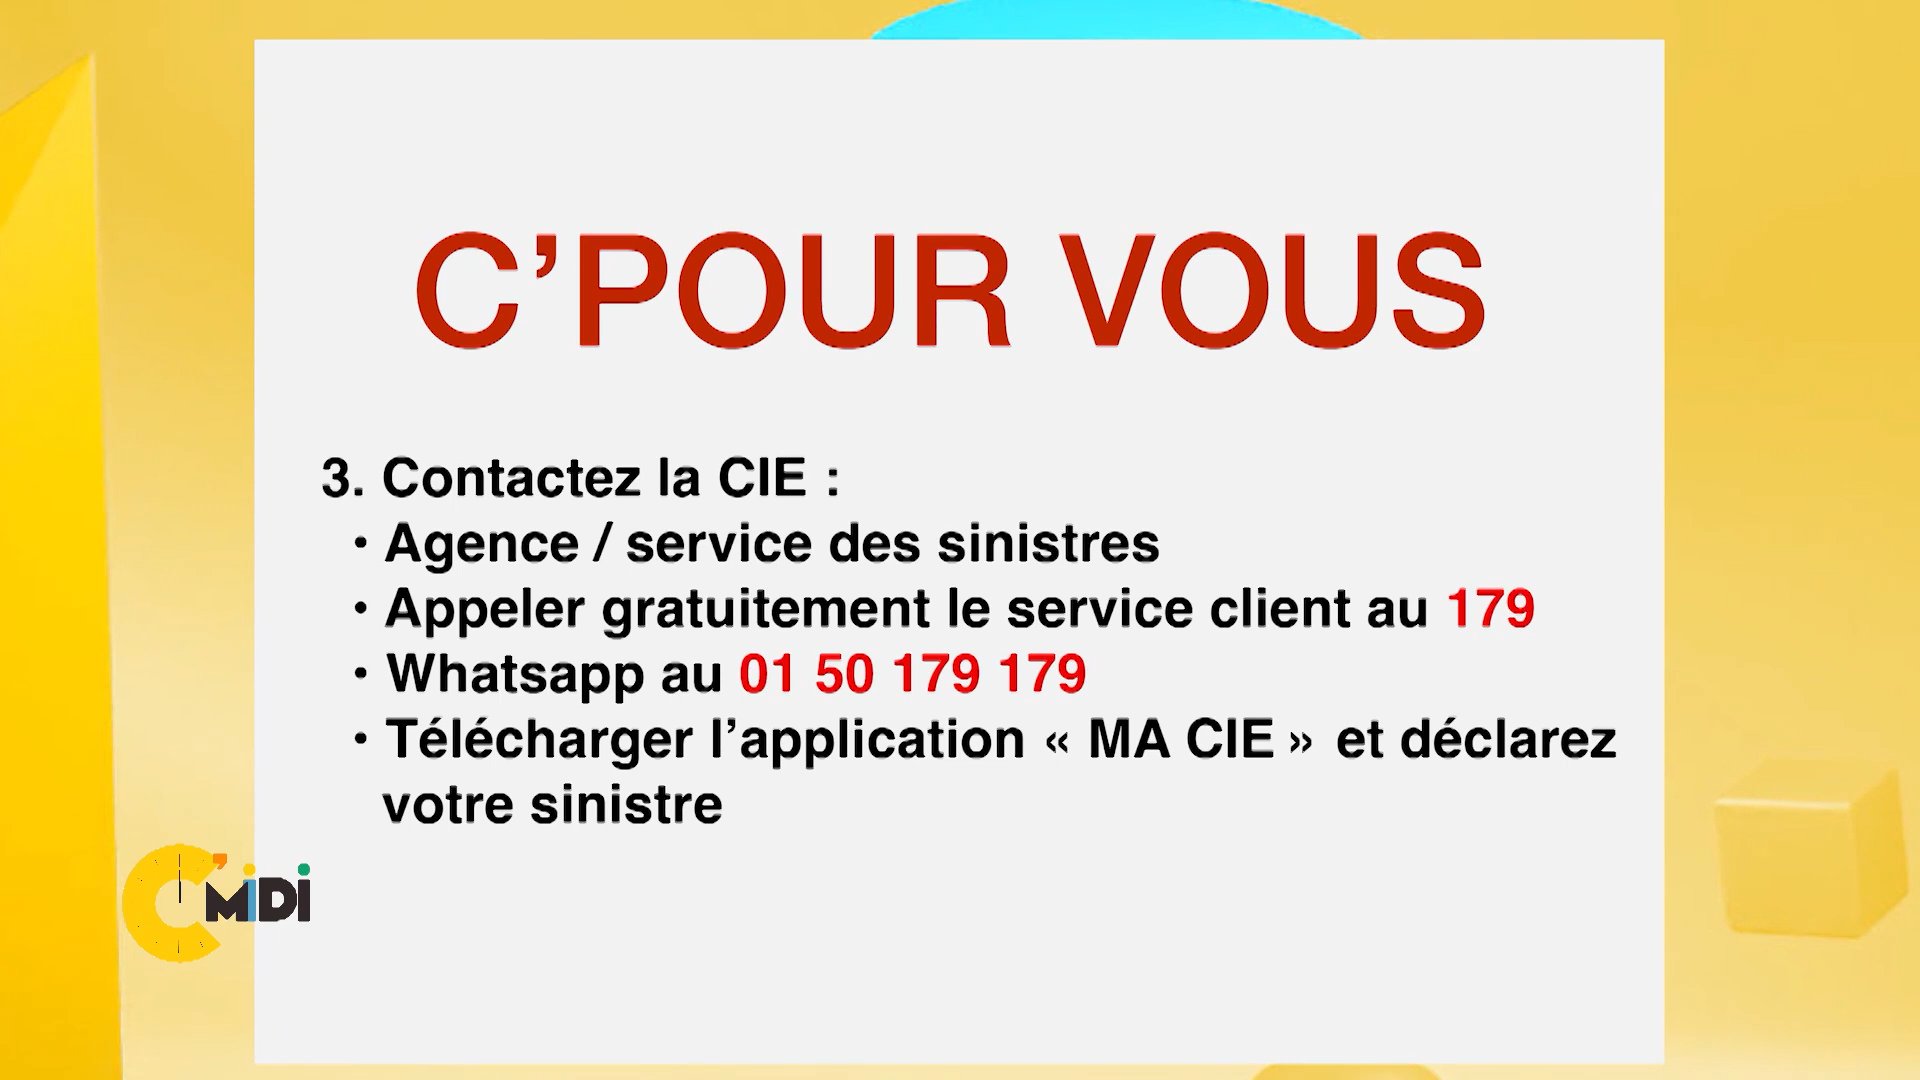 C’POUR VOUS
3. Contactez la CIE :
• Agence / service des sinistres
• Appeler gratuitement le service client au 179
• Whatsapp au 01 50 179 179
• Télécharger l’application « MA CIE » et déclarez
votre sinistre
C’MiDi